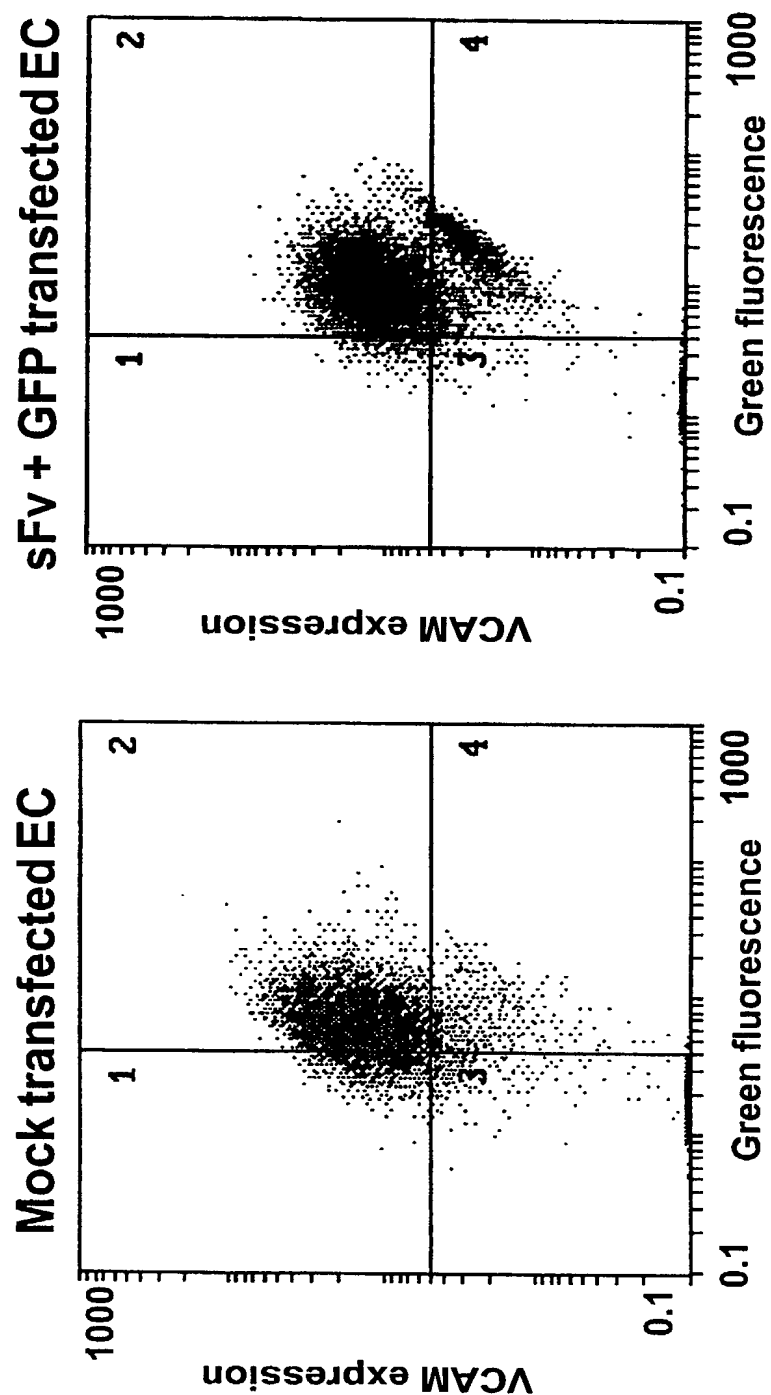 Mock transfected EC
1000
VCAM expression
0.1
1
2
3
4
0.1
Green fluorescence
1000
sFv + GFP transfected EC
1000
VCAM expression
0.1
1
2
3
4
0.1
Green fluorescence
1000